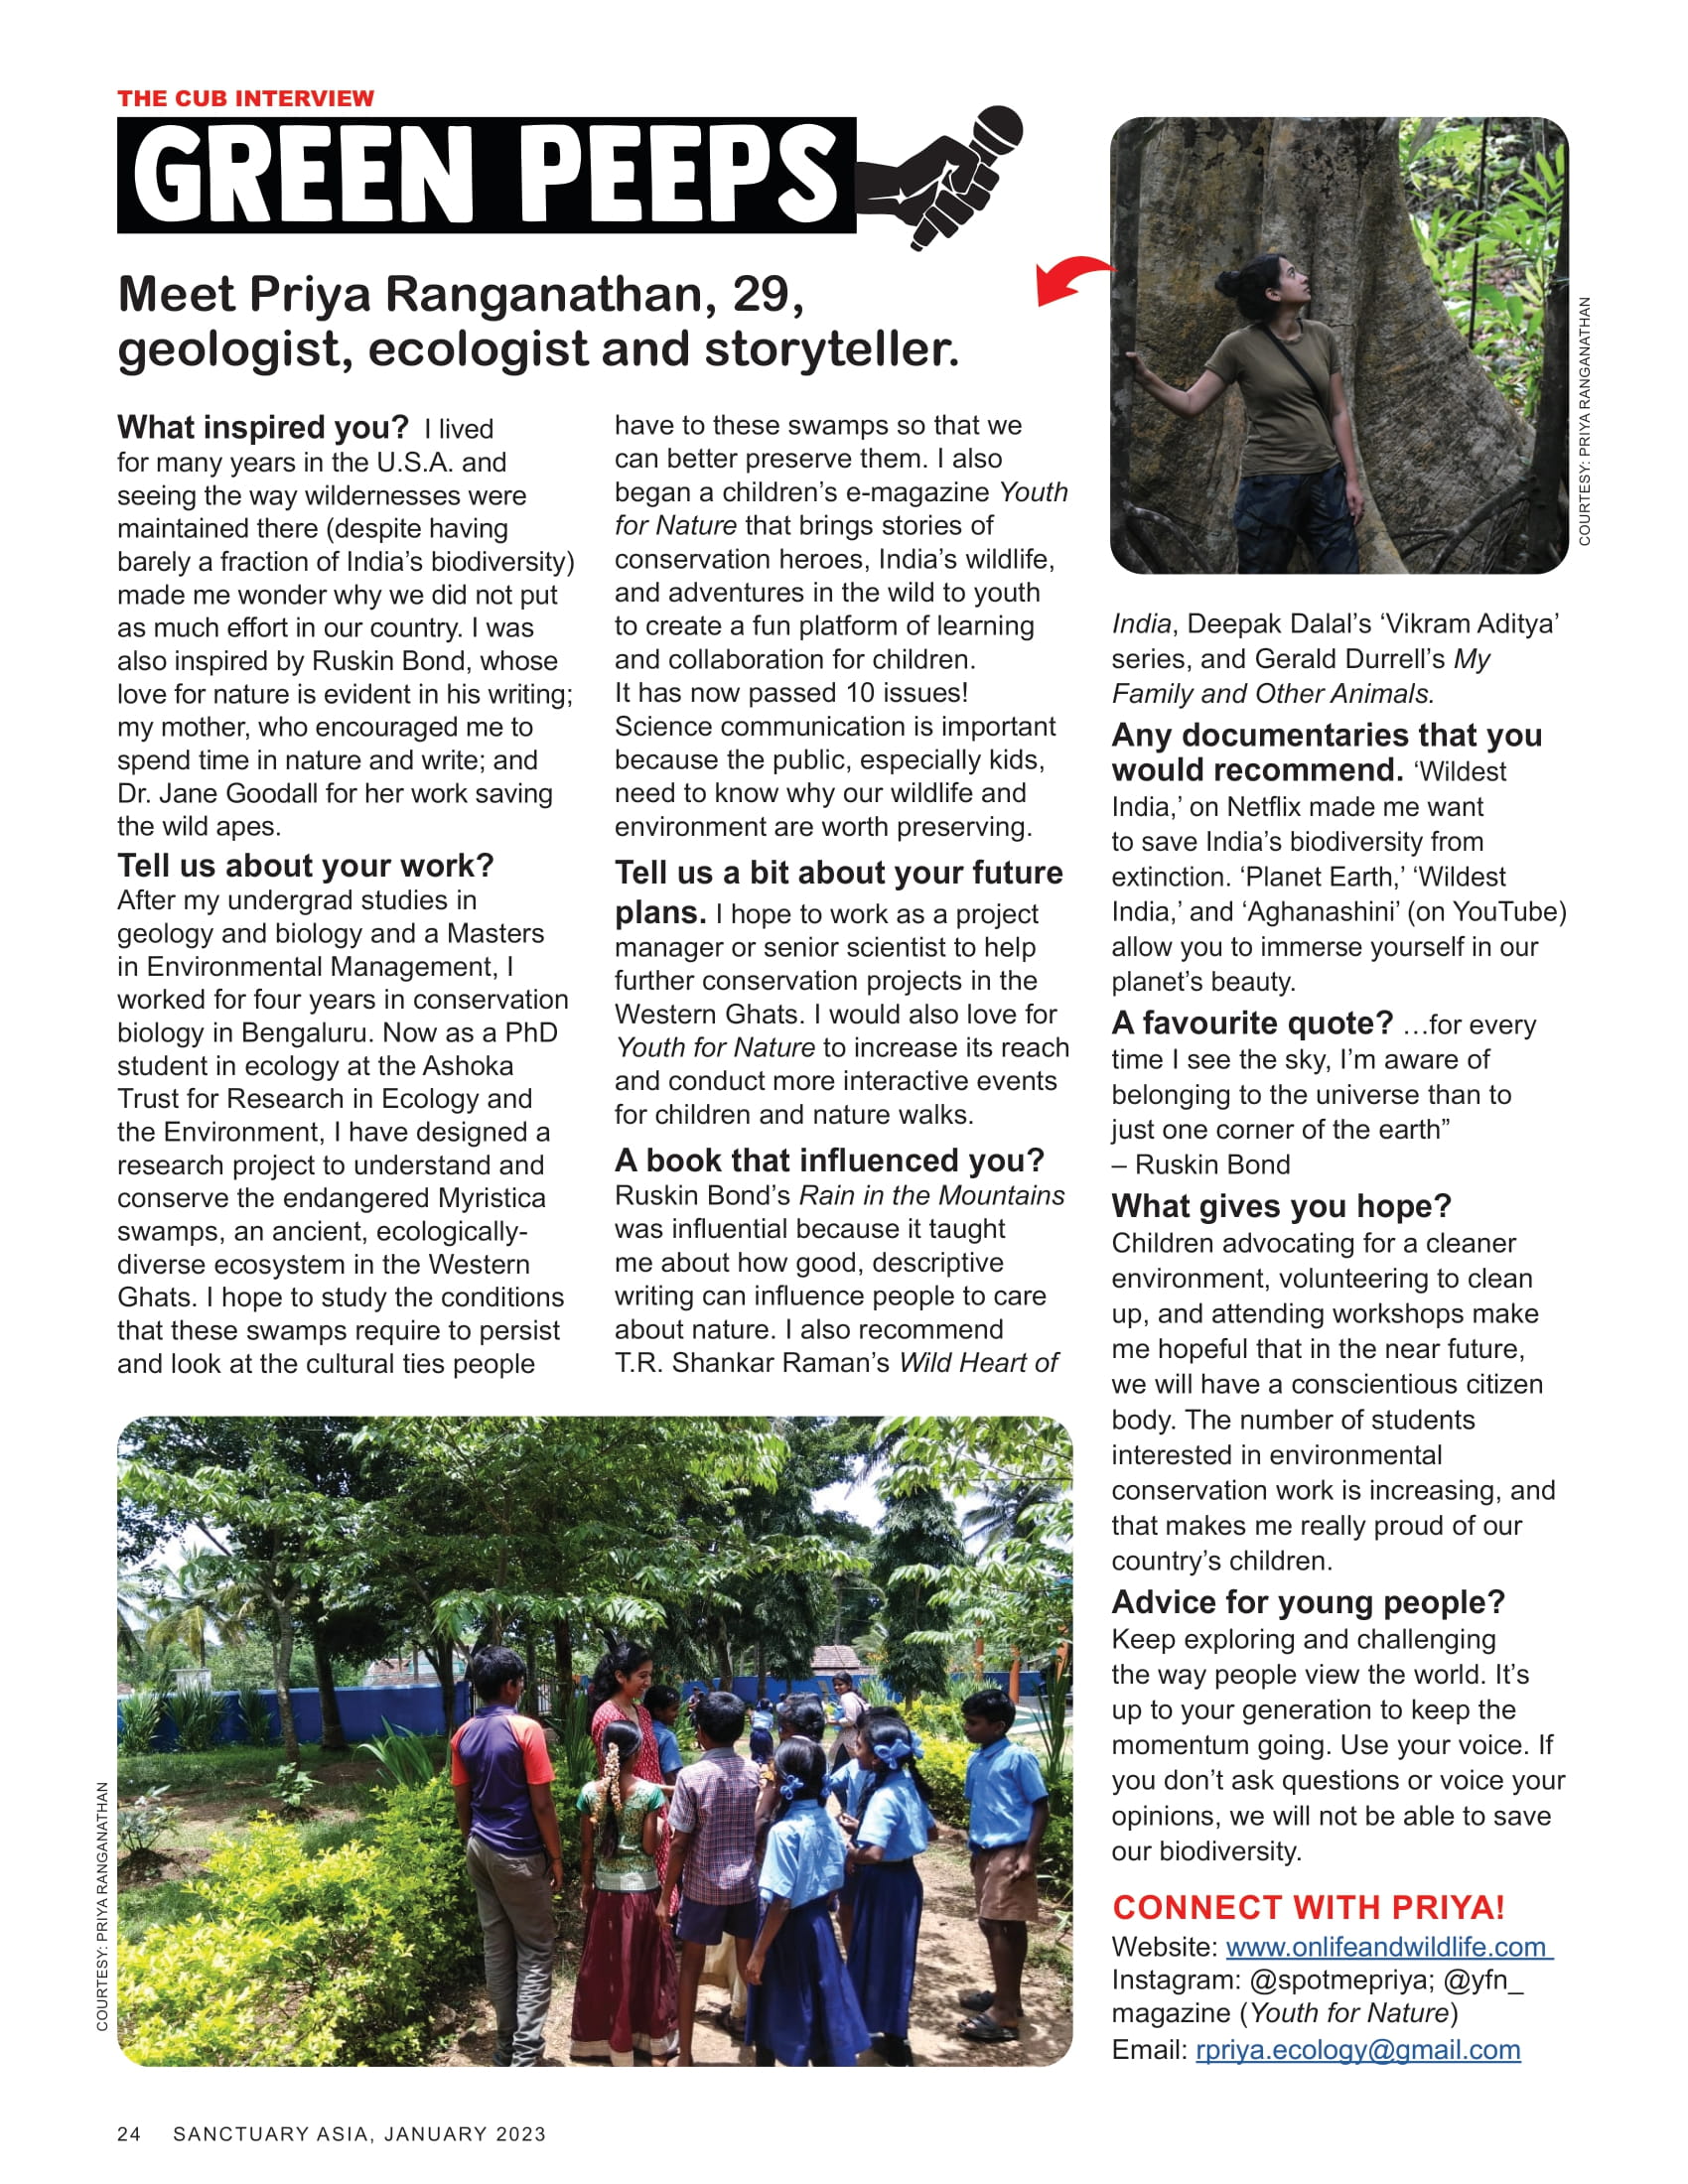 THE CUB INTERVIEW
GREEN PEEPS
Meet Priya Ranganathan, 29,
geologist, ecologist and storyteller.
What inspired you? I lived
for many years in the U.S.A. and
seeing the way wildernesses were
maintained there (despite having
barely a fraction of India’s biodiversity)
made me wonder why we did not put
as much effort in our country. I was
also inspired by Ruskin Bond, whose
love for nature is evident in his writing;
my mother, who encouraged me to
spend time in nature and write; and
Dr. Jane Goodall for her work saving
the wild apes.
Tell us about your work?
After my undergrad studies in
geology and biology and a Masters
in Environmental Management, I
worked for four years in conservation
biology in Bengaluru. Now as a PhD
student in ecology at the Ashoka
Trust for Research in Ecology and
the Environment, I have designed a
research project to understand and
conserve the endangered Myristica
swamps, an ancient, ecologically-
diverse ecosystem in the Western
Ghats. I hope to study the conditions
that these swamps require to persist
and look at the cultural ties people
have to these swamps so that we
can better preserve them. I also
began a children’s e-magazine Youth
for Nature that brings stories of
conservation heroes, India’s wildlife,
and adventures in the wild to youth
to create a fun platform of learning
and collaboration for children.
It has now passed 10 issues!
Science communication is important
because the public, especially kids,
need to know why our wildlife and
environment are worth preserving.
Tell us a bit about your future
plans. I hope to work as a project
manager or senior scientist to help
further conservation projects in the
Western Ghats. I would also love for
Youth for Nature to increase its reach
and conduct more interactive events
for children and nature walks.
A book that influenced you?
Ruskin Bond’s Rain in the Mountains
was influential because it taught
me about how good, descriptive
writing can influence people to care
about nature. I also recommend
T.R. Shankar Raman’s Wild Heart of
COURTESY: PRIYA RANGANATHAN
India, Deepak Dalal’s ‘Vikram Aditya’
series, and Gerald Durrell’s My
Family and Other Animals.
Any documentaries that you
would recommend. ‘Wildest
India,’ on Netflix made me want
to save India’s biodiversity from
extinction. ‘Planet Earth,’ ‘Wildest
India,’ and ‘Aghanashini’ (on YouTube)
allow you to immerse yourself in our
planet’s beauty.
A favourite quote? …for every
time I see the sky, I’m aware of
belonging to the universe than to
just one corner of the earth”
– Ruskin Bond
What gives you hope?
Children advocating for a cleaner
environment, volunteering to clean
up, and attending workshops make
me hopeful that in the near future,
we will have a conscientious citizen
body. The number of students
interested in environmental
conservation work is increasing, and
that makes me really proud of our
country’s children.
Advice for young people?
Keep exploring and challenging
the way people view the world. It’s
up to your generation to keep the
momentum going. Use your voice. If
you don’t ask questions or voice your
opinions, we will not be able to save
our biodiversity.
CONNECT WITH PRIYA!
Website: www.onlifeandwildlife.com
Instagram: @spotmepriya; @yfn_
magazine (Youth for Nature)
Email: rpriya.ecology@gmail.com
COURTESY: PRIYA RANGANATHAN
24 SANCTUARY ASIA, JANUARY 2023